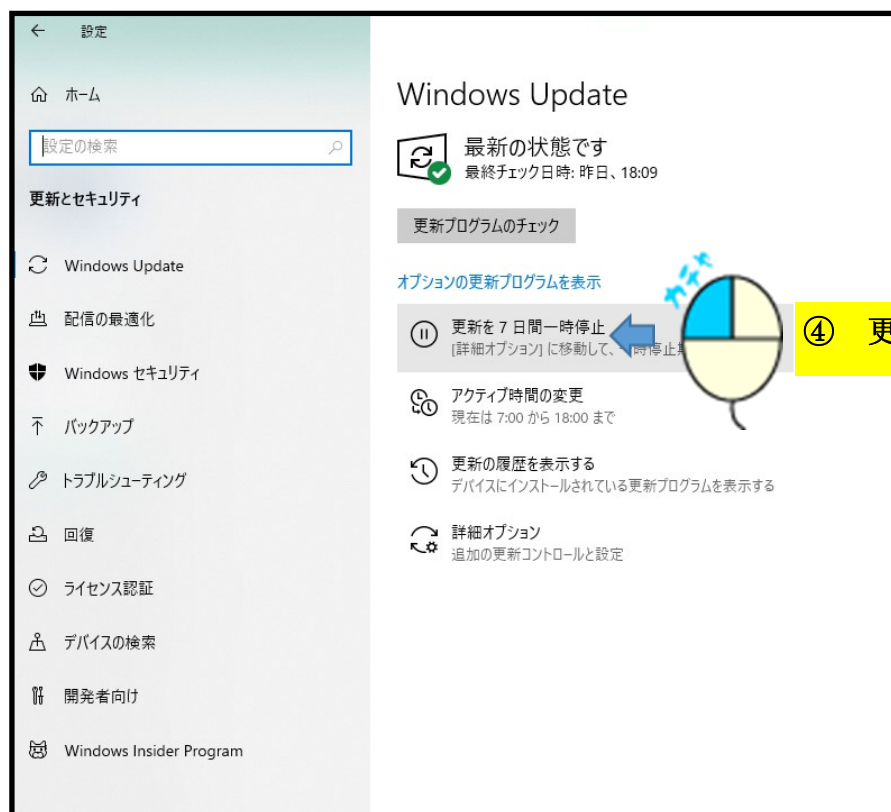 ← 設定
ホーム
設定の検索
更新とセキュリティ
Windows Update
配信の最適化
Windows セキュリティ
バックアップ
トラブルシューティング
回復
ライセンス認証
デバイスの検索
開発者向け
Windows Insider Program
Windows Update
最新の状態です
最終チェック日時: 昨日、18:09
更新プログラムのチェック
オプションの更新プログラムを表示
更新を 7 日間一時停止
[詳細オプション] に移動して、一時停止
カチッ
④ 更
アクティブ時間の変更
現在は 7:00 から 18:00 まで
更新の履歴を表示する
デバイスにインストールされている更新プログラムを表示する
詳細オプション
追加の更新コントロールと設定